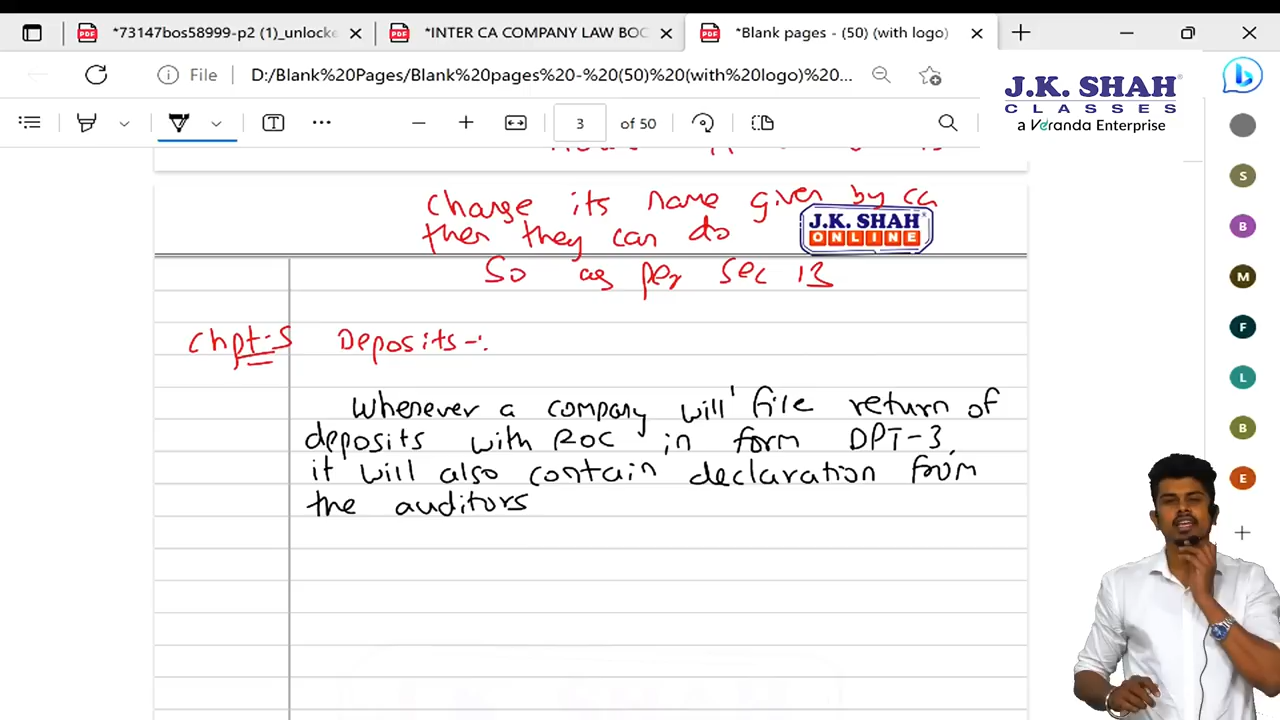 *73147bos58999-p2 (1)_unlocke
*INTER CA COMPANY LAW BOC
*Blank pages - (50) (with logo)
File
D:/Blank%20Pages/Blank%20pages%20-%20(50)%20(with%20logo)%20...
J.K. SHAH
CLASSES
a Veranda Enterprise
3 of 50
S
B
M
F
L
B
E
change its name given by CG
then they can do
J.K. SHAH
ONLINE
So as per sec 13
Chpt-5 Deposits -:
Whenever a company will file return of
deposits with ROC in form DPT-3,
it will also contain declaration from
the auditors